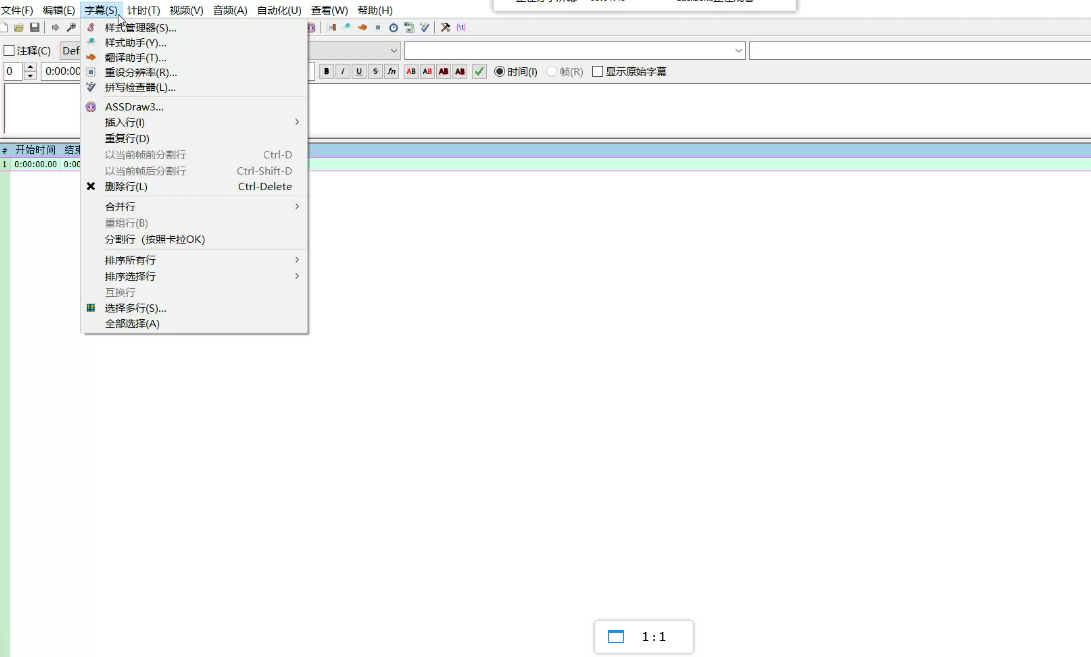 文件(F) 编辑(E) 字幕(S) 计时(T) 视频(V) 音频(A) 自动化(U) 查看(W) 帮助(H)
样式管理器(S)...
注释(C) Def
样式助手(Y)...
翻译助手(T)...
0 0:00:00
重设分辨率(R)...
B I U S fn AB AB AB AB 时间(I) 帧(R) 显示原始字幕
拼写检查器(L)...
ASSDraw3...
插入行(I)
重复行(D)
# 开始时间 结束
以当前帧前分割行 Ctrl-D
1 0:00:00.00 0:00
以当前帧后分割行 Ctrl-Shift-D
删除行(L) Ctrl-Delete
合并行
重组行(B)
分割行（按照卡拉OK）
排序所有行
排序选择行
互换行
选择多行(S)...
全部选择(A)
1:1